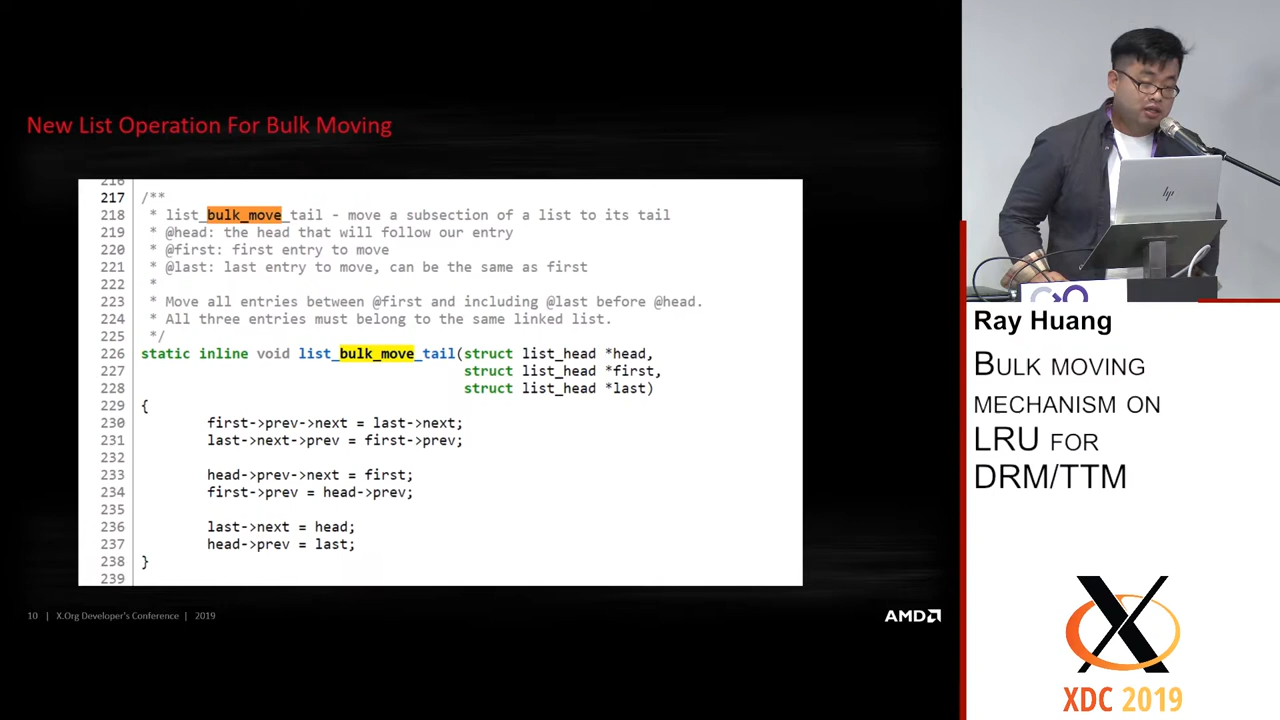 New List Operation For Bulk Moving
216
217 /**
218  * list_bulk_move_tail - move a subsection of a list to its tail
219  * @head: the head that will follow our entry
220  * @first: first entry to move
221  * @last: last entry to move, can be the same as first
222  *
223  * Move all entries between @first and including @last before @head.
224  * All three entries must belong to the same linked list.
225  */
226 static inline void list_bulk_move_tail(struct list_head *head,
227                                        struct list_head *first,
228                                        struct list_head *last)
229 {
230         first->prev->next = last->next;
231         last->next->prev = first->prev;
232
233         head->prev->next = first;
234         first->prev = head->prev;
235
236         last->next = head;
237         head->prev = last;
238 }
239
10 | X.Org Developer's Conference | 2019
AMD
hp
Ray Huang
Bulk moving
mechanism on
LRU for
DRM/TTM
X
XDC 2019